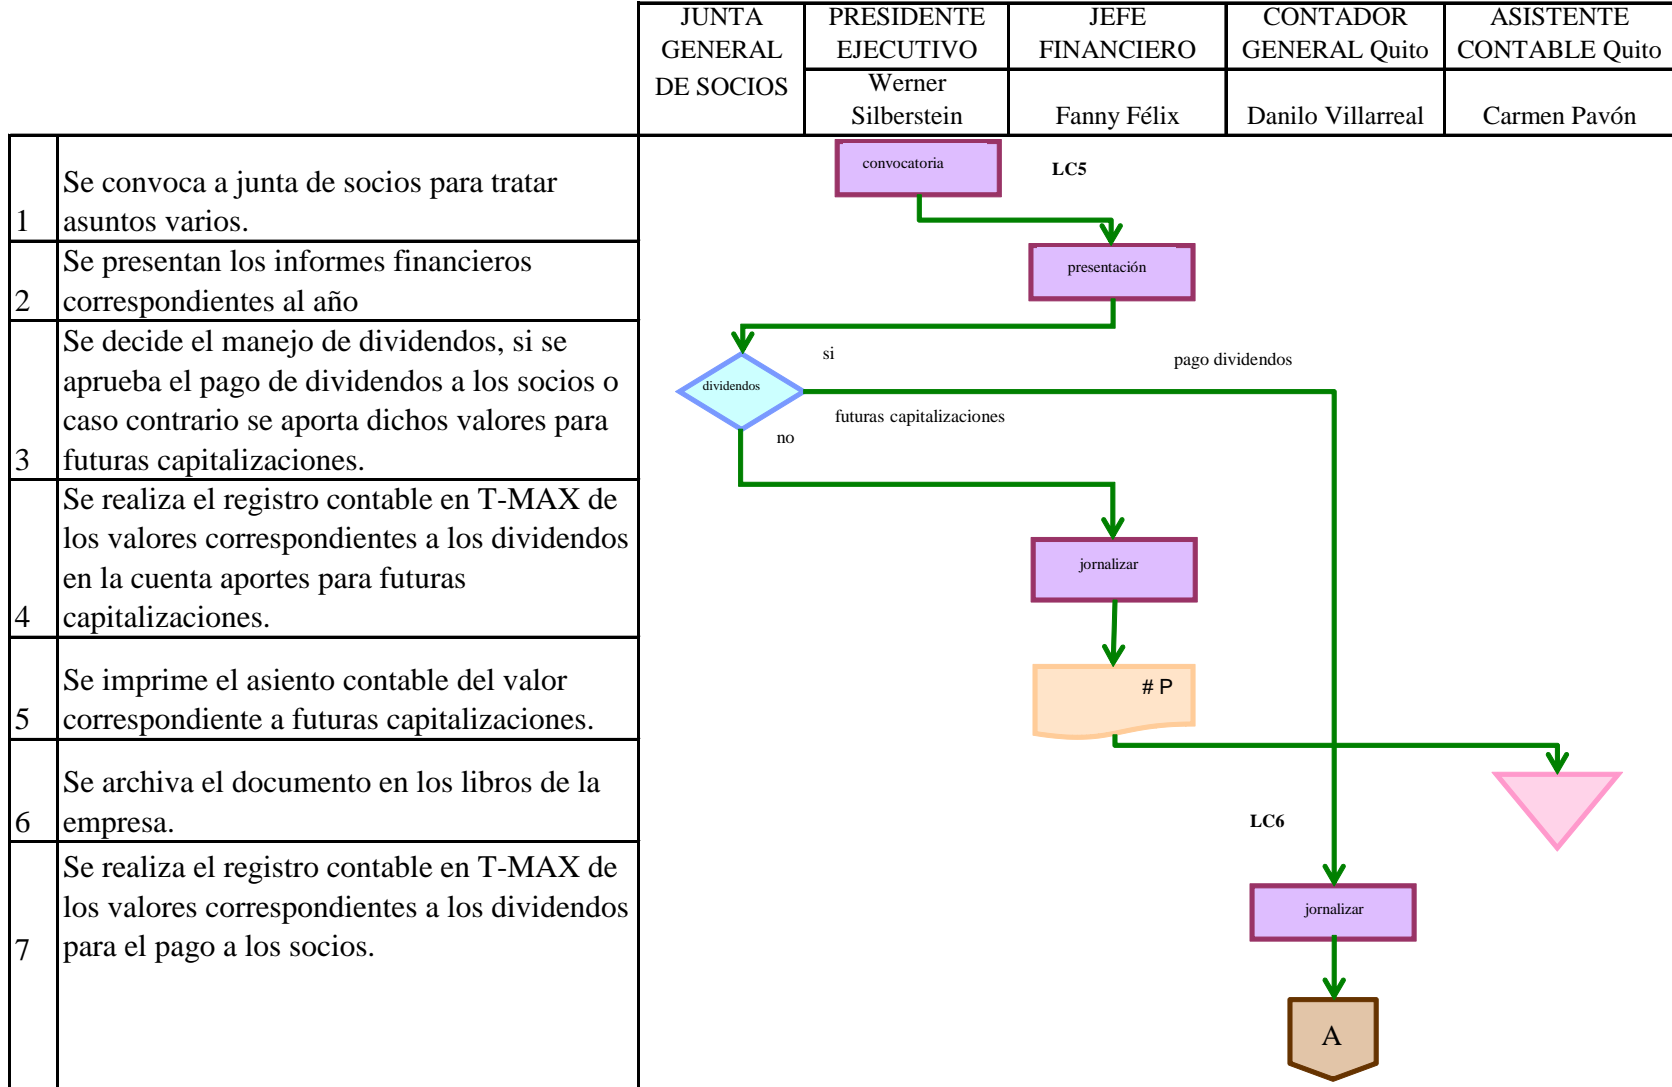 JUNTA
GENERAL
DE SOCIOS
PRESIDENTE
EJECUTIVO
Werner
Silberstein
JEFE
FINANCIERO
Fanny Félix
CONTADOR
GENERAL Quito
Danilo Villarreal
ASISTENTE
CONTABLE Quito
Carmen Pavón
1
Se convoca a junta de socios para tratar
asuntos varios.
convocatoria
LC5
2
Se presentan los informes financieros
correspondientes al año
presentación
3
Se decide el manejo de dividendos, si se
aprueba el pago de dividendos a los socios o
caso contrario se aporta dichos valores para
futuras capitalizaciones.
dividendos
si
pago dividendos
futuras capitalizaciones
no
4
Se realiza el registro contable en T-MAX de
los valores correspondientes a los dividendos
en la cuenta aportes para futuras
capitalizaciones.
jornalizar
5
Se imprime el asiento contable del valor
correspondiente a futuras capitalizaciones.
# P
6
Se archiva el documento en los libros de la
empresa.
LC6
7
Se realiza el registro contable en T-MAX de
los valores correspondientes a los dividendos
para el pago a los socios.
jornalizar
A